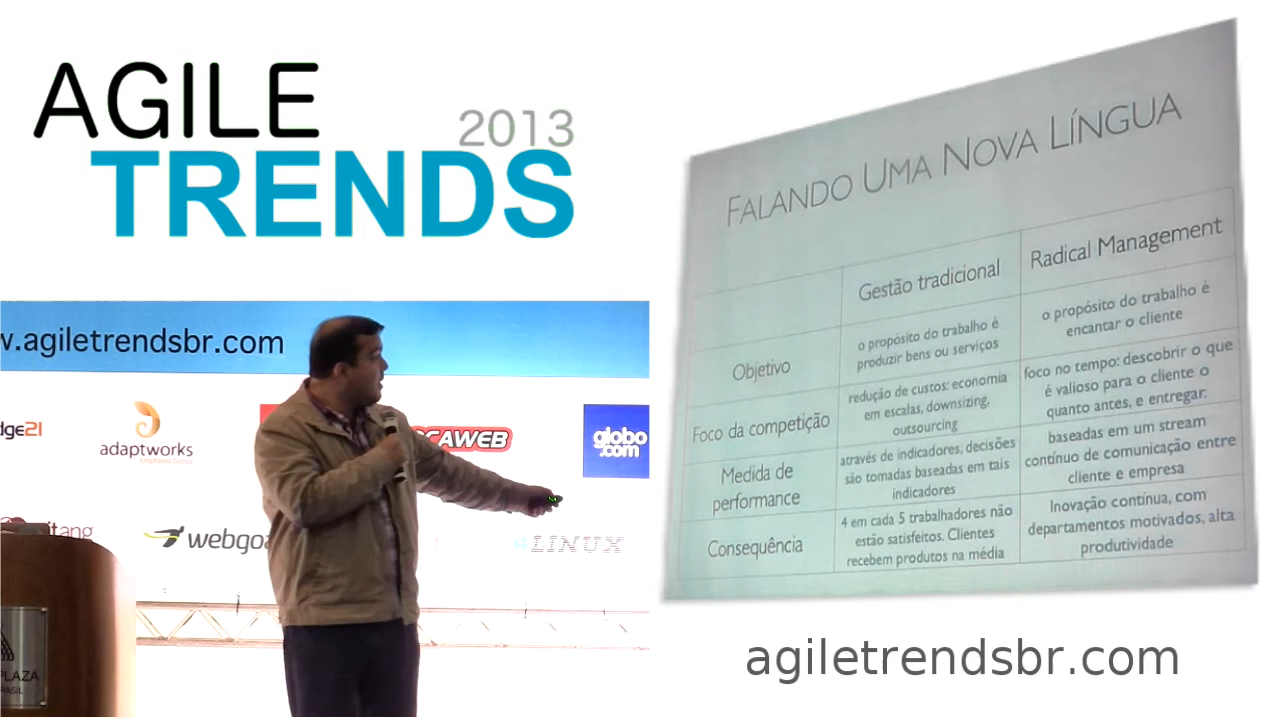 AGILE
2013
TRENDS
w.agiletrendsbr.com
dge21
adaptworks
globo
.com
CAWEB
itang
webgo
4LINUX
PLAZA
RASIL
FALANDO UMA NOVA LÍNGUA
Gestão tradicional
Radical Management
Objetivo
o propósito do trabalho é
produzir bens ou serviços
o propósito do trabalho é
encantar o cliente
Foco da competição
redução de custos: economia
em escalas, downsizing,
outsourcing
foco no tempo: descobrir o que
é valioso para o cliente o
quanto antes, e entregar.
Medida de
performance
através de indicadores, decisões
são tomadas baseadas em tais
indicadores
baseadas em um stream
contínuo de comunicação entre
cliente e empresa
Consequência
4 em cada 5 trabalhadores não
estão satisfeitos. Clientes
recebem produtos na média
Inovação contínua, com
departamentos motivados, alta
produtividade
agiletrendsbr.com